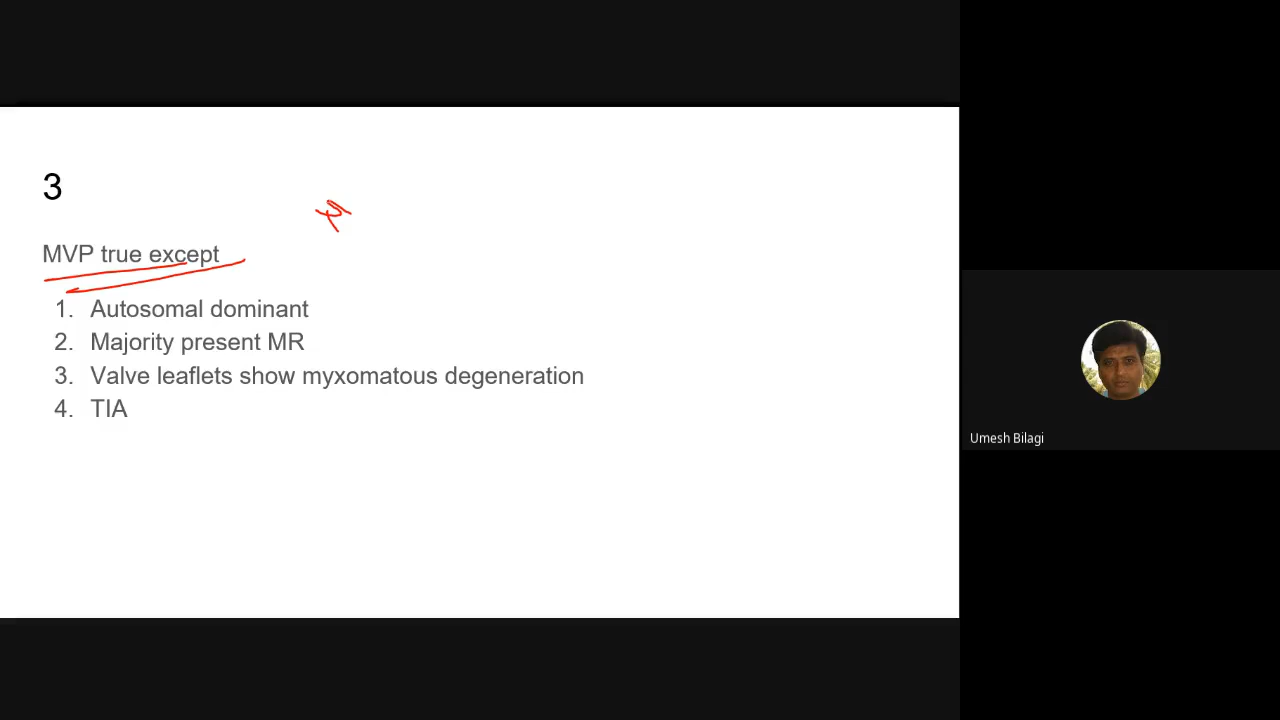 3
MVP true except
1. Autosomal dominant
2. Majority present MR
3. Valve leaflets show myxomatous degeneration
4. TIA
Umesh Bilagi